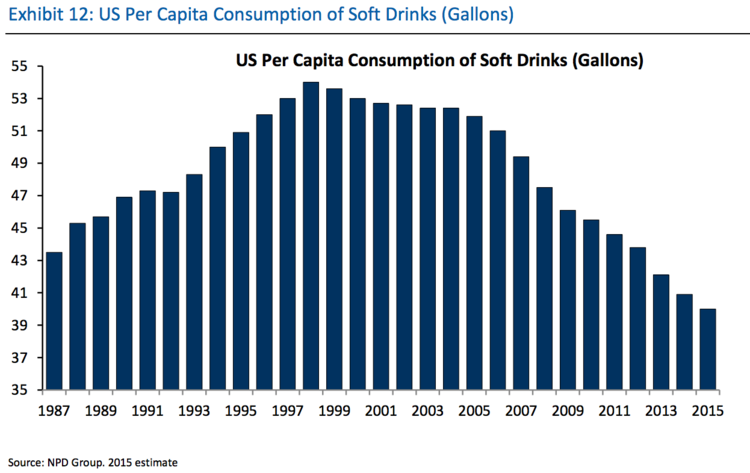 Exhibit 12: US Per Capita Consumption of Soft Drinks (Gallons)
US Per Capita Consumption of Soft Drinks (Gallons)
55
53
51
49
47
45
43
41
39
37
35
1987 1989 1991 1993 1995 1997 1999 2001 2003 2005 2007 2009 2011 2013 2015
Source: NPD Group. 2015 estimate